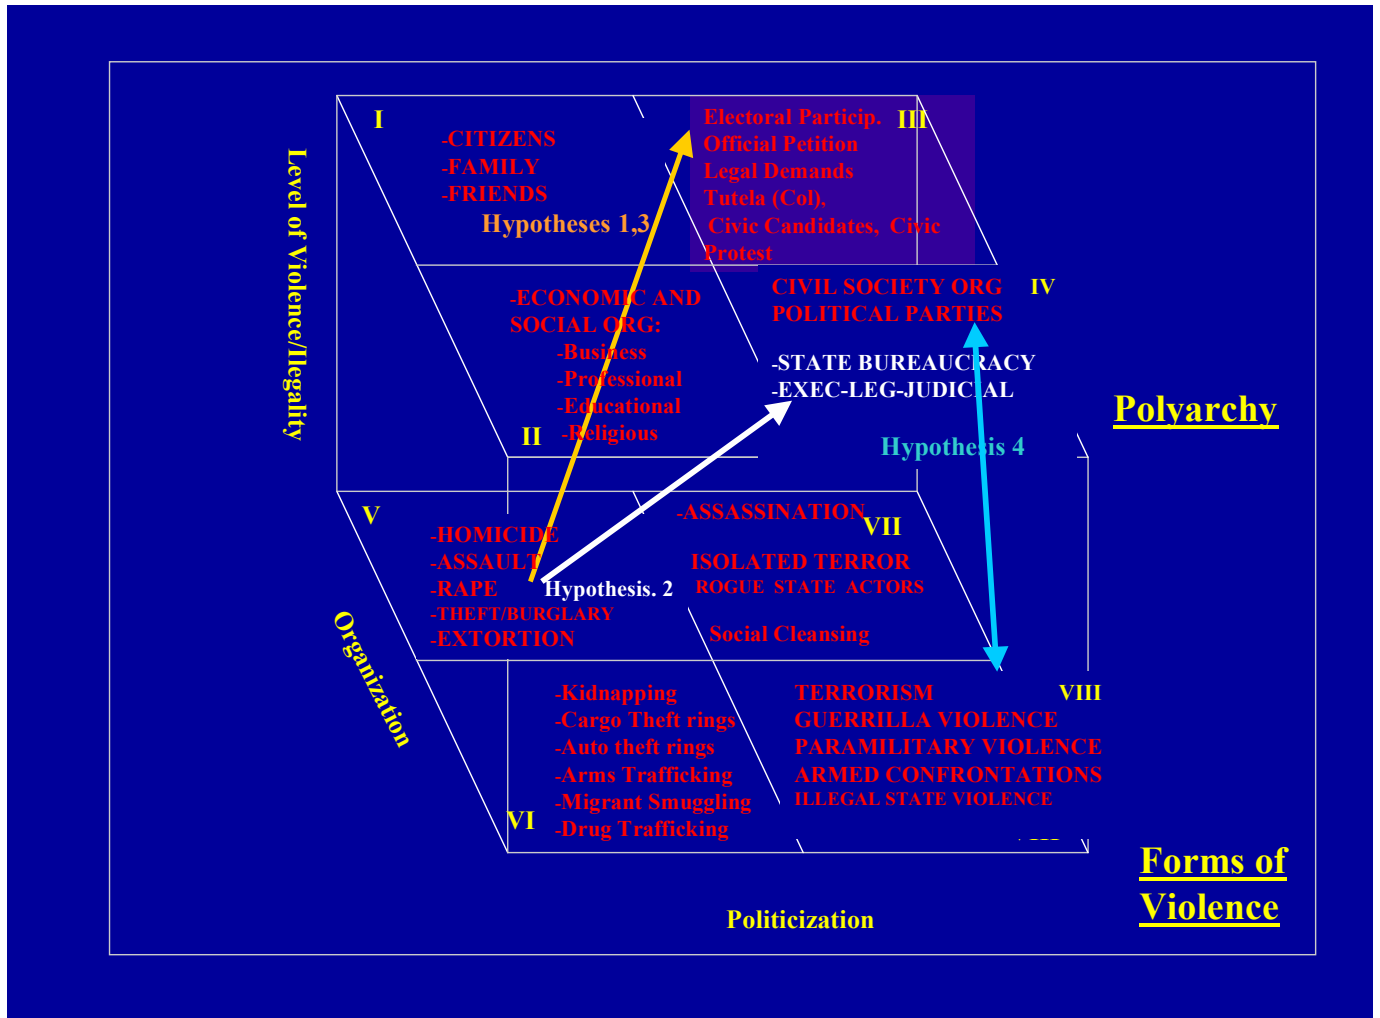 I
-CITIZENS
-FAMILY
-FRIENDS
Hypotheses 1,3
Electoral Particip.
Official Petition
Legal Demands
Tutela (Col),
Civic Candidates, Civic
Protest
III
Level of Violence/Ilegality
-ECONOMIC AND
SOCIAL ORG:
-Business
-Professional
-Educational
-Religious
II
CIVIL SOCIETY ORG
POLITICAL PARTIES
IV
-STATE BUREAUCRACY
-EXEC-LEG-JUDICIAL
Hypothesis 4
Polyarchy
V
-HOMICIDE
-ASSAULT
-RAPE
-THEFT/BURGLARY
-EXTORTION
Hypothesis. 2
-ASSASSINATION
VII
ISOLATED TERROR
ROGUE STATE ACTORS
Social Cleansing
Organization
-Kidnapping
-Cargo Theft rings
-Auto theft rings
-Arms Trafficking
-Migrant Smuggling
-Drug Trafficking
VI
TERRORISM
GUERRILLA VIOLENCE
PARAMILITARY VIOLENCE
ARMED CONFRONTATIONS
ILLEGAL STATE VIOLENCE
VIII
Forms of
Violence
Politicization